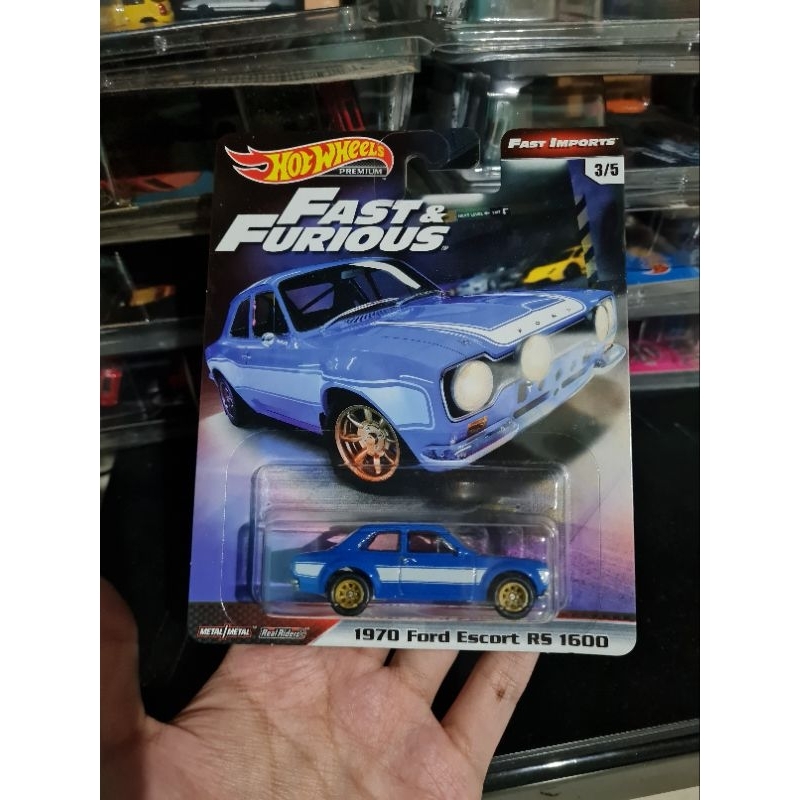 HOT WHEELS
PREMIUM
FAST IMPORTS
3/5
FAST &
FURIOUS
FORD
METAL/METAL
Real Riders
1970 Ford Escort RS 1600